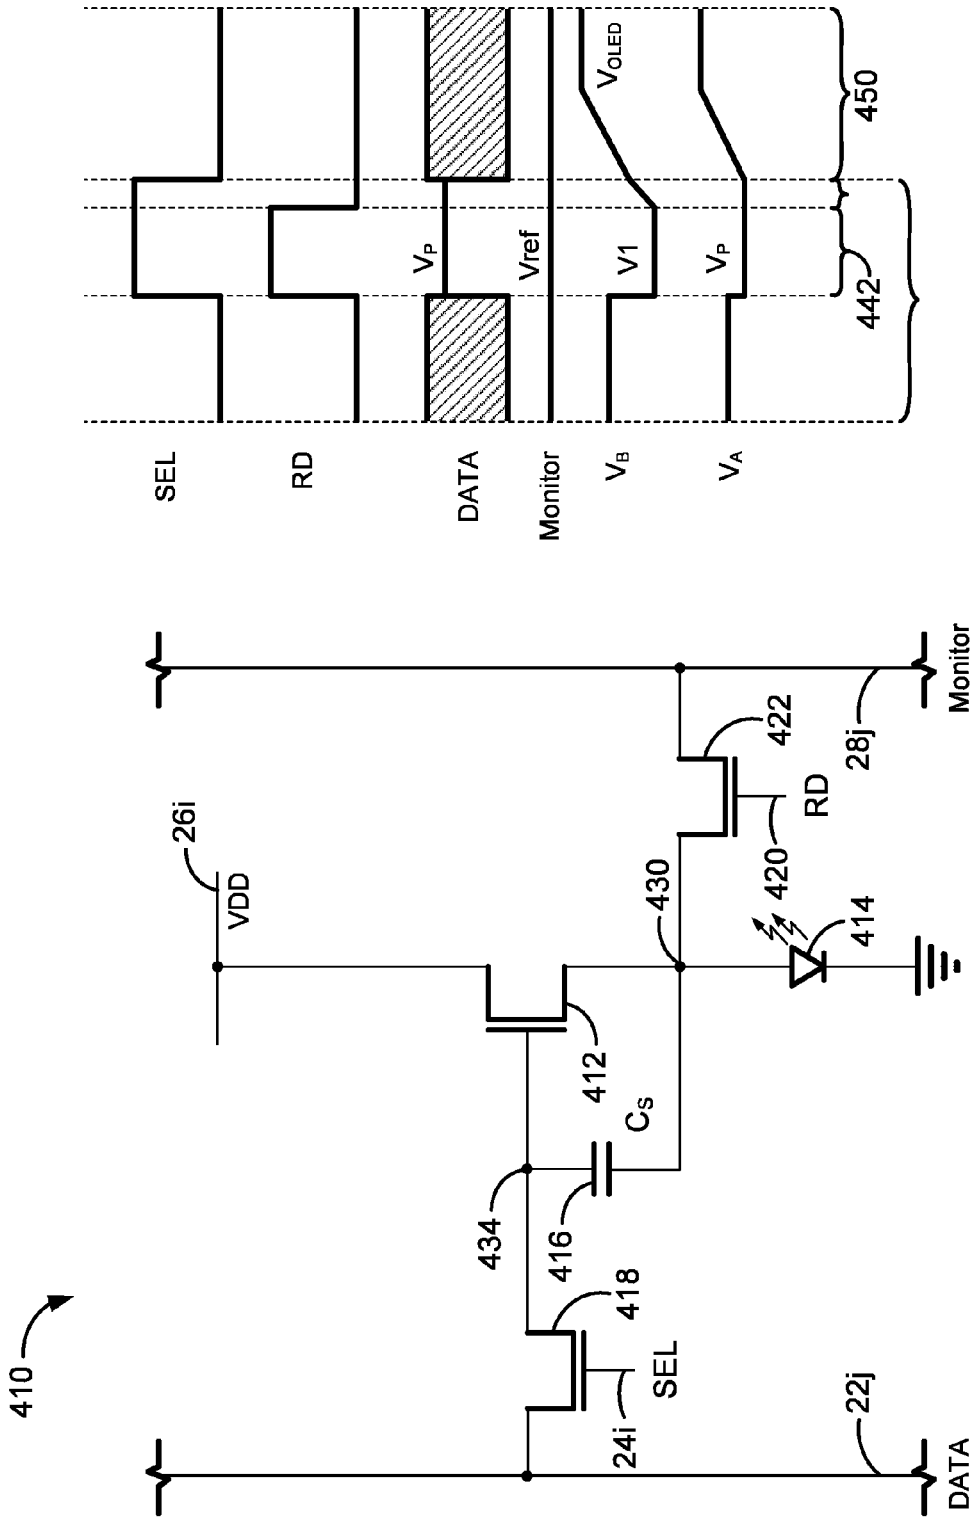 410
DATA
22j
24i
SEL
418
434
416
Cs
412
26i
VDD
430
414
420
RD
422
28j
Monitor
SEL
RD
DATA
Vp
Monitor
Vref
VB
V1
VOLED
VA
Vp
442
450